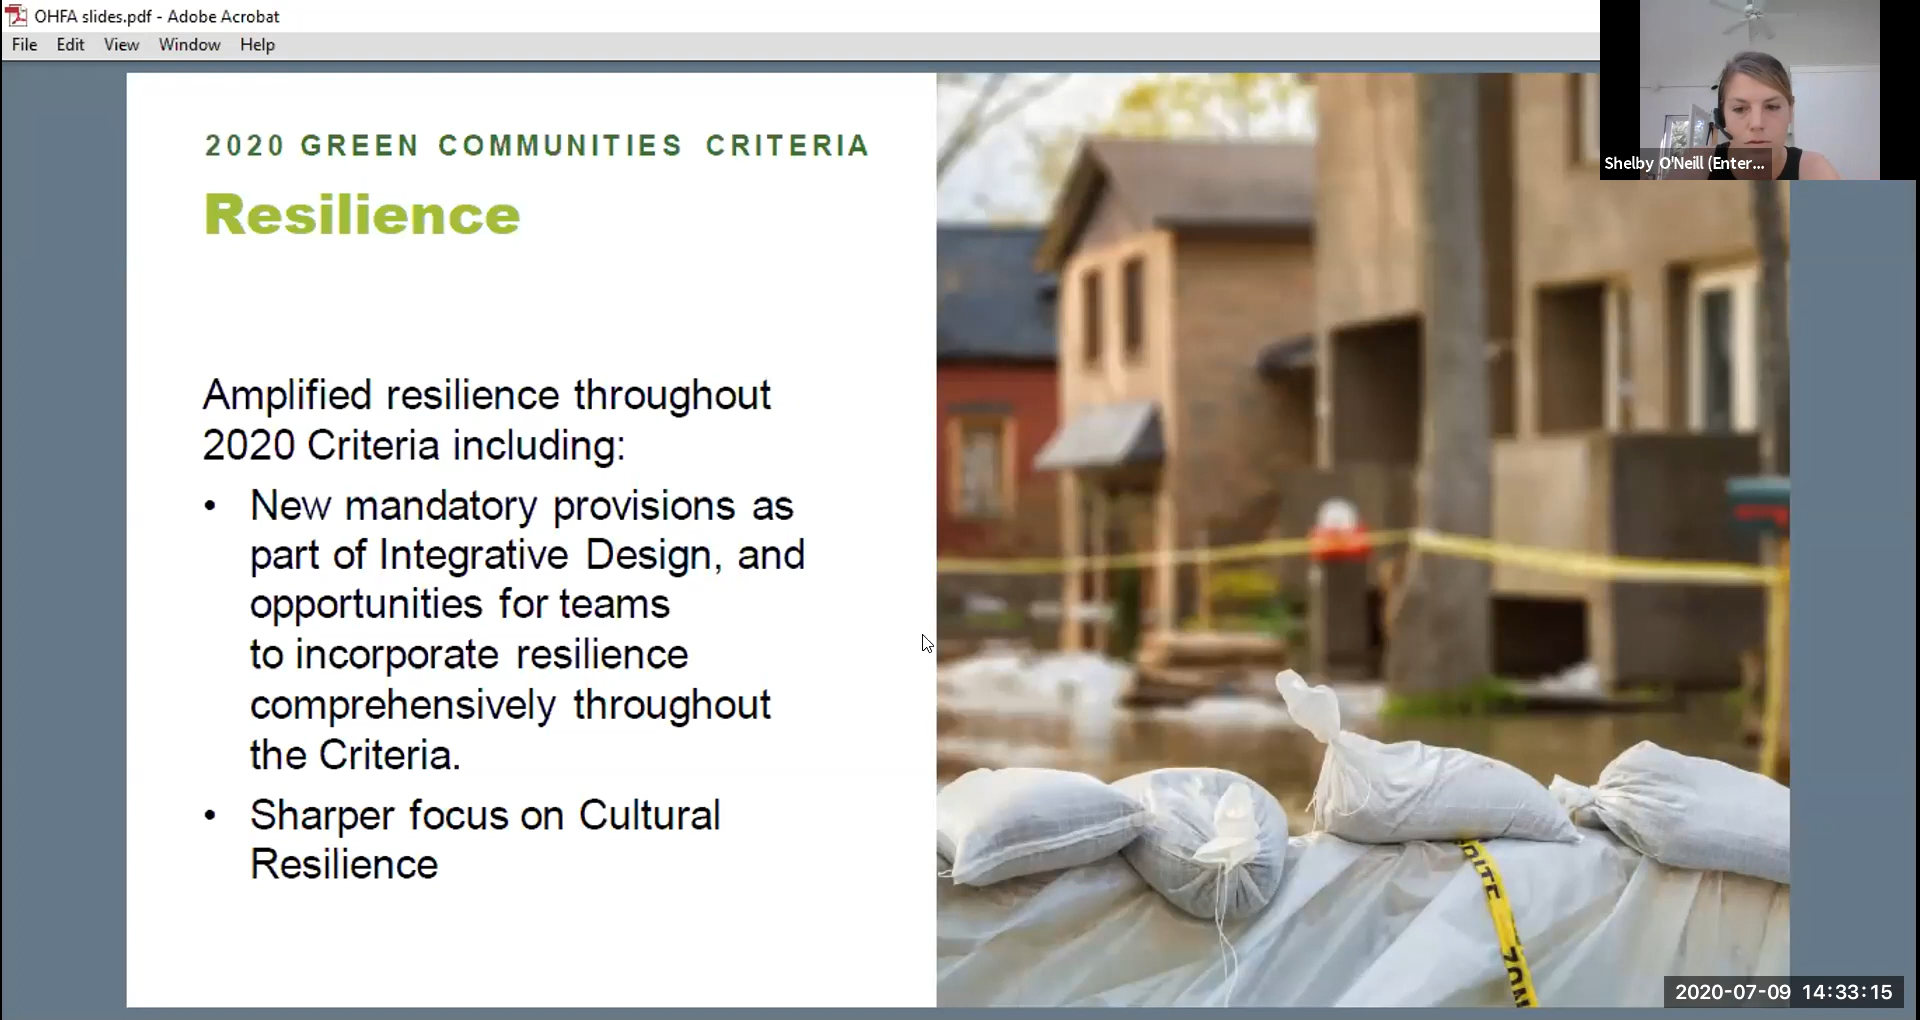 OHFA slides.pdf - Adobe Acrobat
File Edit View Window Help
Shelby O'Neill (Enter...
2020 GREEN COMMUNITIES CRITERIA
Resilience
Amplified resilience throughout
2020 Criteria including:
• New mandatory provisions as
part of Integrative Design, and
opportunities for teams
to incorporate resilience
comprehensively throughout
the Criteria.
• Sharper focus on Cultural
Resilience
2020-07-09 14:33:15